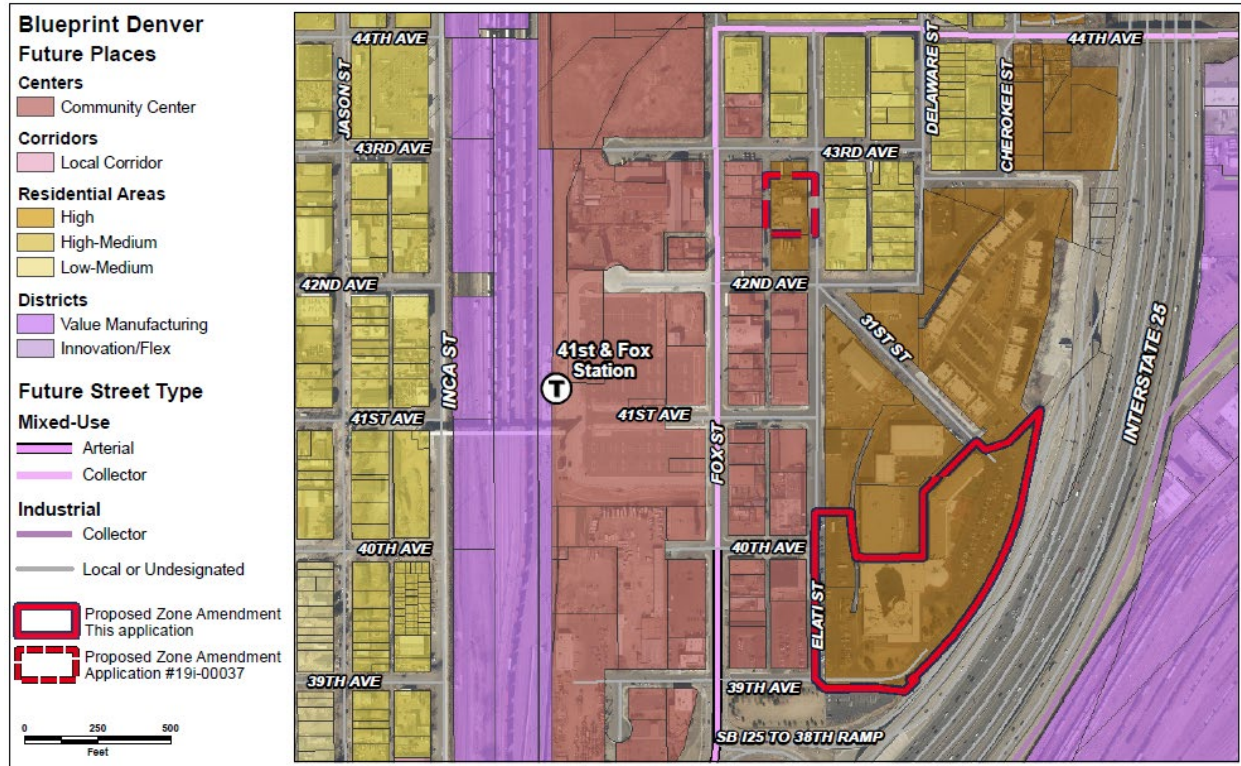 Blueprint Denver
Future Places
Centers
Community Center
Corridors
Local Corridor
Residential Areas
High
High-Medium
Low-Medium
Districts
Value Manufacturing
Innovation/Flex
Future Street Type
Mixed-Use
Arterial
Collector
Industrial
Collector
Local or Undesignated
Proposed Zone Amendment
This application
Proposed Zone Amendment
Application #19i-00037
0 250 500
Feet
44TH AVE
JASON ST
DELAWARE ST
CHEROKEE ST
44TH AVE
43RD AVE
43RD AVE
42ND AVE
42ND AVE
31ST ST
INTERSTATE 25
INCA ST
41st & Fox
Station
T
41ST AVE
41ST AVE
FOX ST
40TH AVE
40TH AVE
ELATI ST
39TH AVE
39TH AVE
SB I25 TO 38TH RAMP